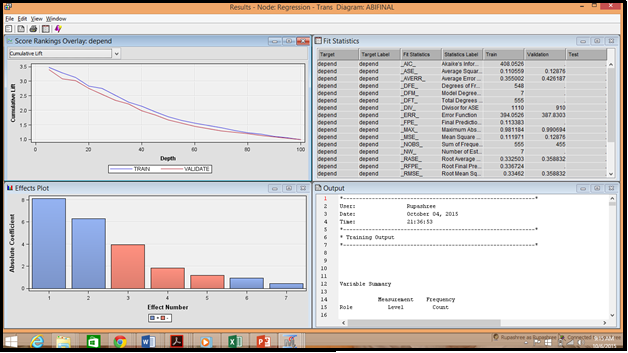 Results - Node: Regression - Trans Diagram: ABIFINAL
File Edit View Window
Score Rankings Overlay: depend
Cumulative Lift
Cumulative Lift
3.5
3.0
2.5
2.0
1.5
1.0
0 20 40 60 80 100
Depth
TRAIN VALIDATE
Fit Statistics
Target Target Label Fit Statistics Statistics Label Train Validation Test
depend depend _AIC_ Akaike's Infor... 408.0526
depend depend _ASE_ Average Squar... 0.110559 0.12876
depend depend _AVERR_ Average Error ... 0.355002 0.426187
depend depend _DFE_ Degrees of Fr... 548
depend depend _DFM_ Model Degree... 7
depend depend _DFT_ Total Degrees ... 555
depend depend _DIV_ Divisor for ASE 1110 910
depend depend _ERR_ Error Function 394.0526 387.8303
depend depend _FPE_ Final Predictio... 0.113383
depend depend _MAX_ Maximum Abs... 0.981184 0.990694
depend depend _MSE_ Mean Square ... 0.111971 0.12876
depend depend _NOBS_ Sum of Freque... 555 455
depend depend _NW_ Number of Est... 7
depend depend _RASE_ Root Average ... 0.332503 0.358832
depend depend _RFPE_ Root Final Pre... 0.336724
depend depend _RMSE_ Root Mean Sq... 0.33462 0.358832
Effects Plot
Absolute Coefficient
8
6
4
2
0
1 2 3 4 5 6 7
Effect Number
+ -
Output
1 *------------------------------------------------------------*
2 User: Rupashree
3 Date: October 04, 2015
4 Time: 21:36:53
5 *------------------------------------------------------------*
6 * Training Output
7 *------------------------------------------------------------*
8
9
10
11
12 Variable Summary
13
14 Measurement Frequency
15 Role Level Count
16
Rupashree as Rupashree